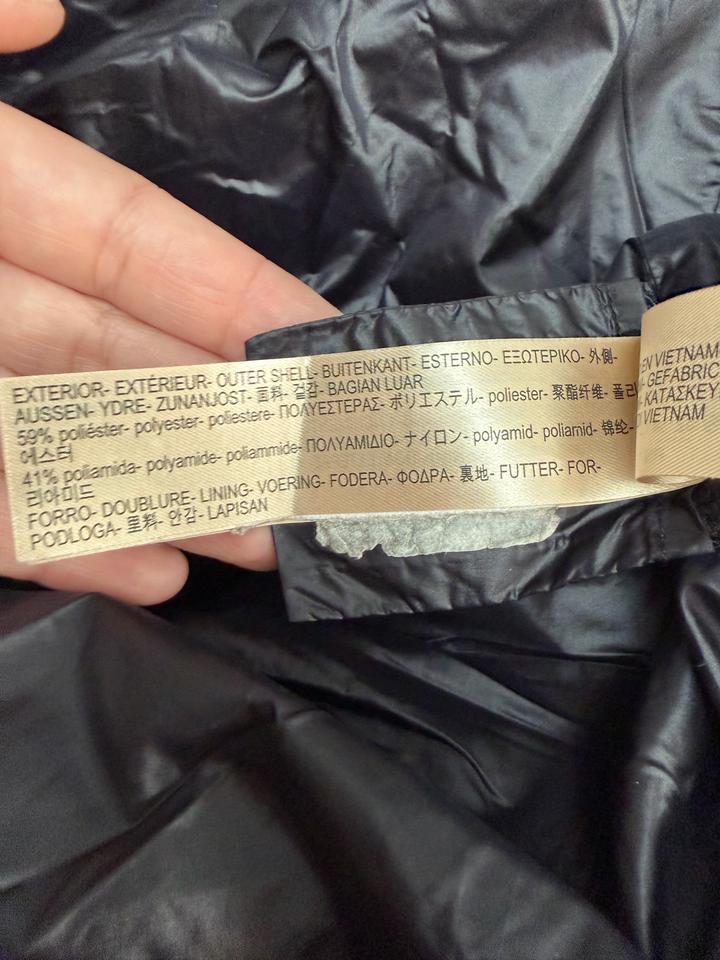 EXTERIOR- EXTÉRIEUR- OUTER SHELL- BUITENKANT- ESTERNO- ΕΞΩΤΕΡΙΚΟ- 外側-
AUSSEN- YDRE- ZUNANJOST- 面料- 겉감- BAGIAN LUAR
59% poliéster- polyester- poliestere- ΠΟΛΥΕΣΤΕΡΑΣ- ポリエステル- poliester- 聚酯纤维- 폴리
에스터
41% poliamida- polyamide- poliammide- ΠΟΛΥΑΜΙΔΙΟ- ナイロン- polyamid- poliamid- 锦纶-
리아미드
FORRO- DOUBLURE- LINING- VOERING- FODERA- ΦΟΔΡΑ- 裏地- FUTTER- FOR-
PODLOGA- 里料- 안감- LAPISAN
EN VIETNAM
GEFABRIC
ΚΑΤΑΣΚΕΥ
VIETNAM